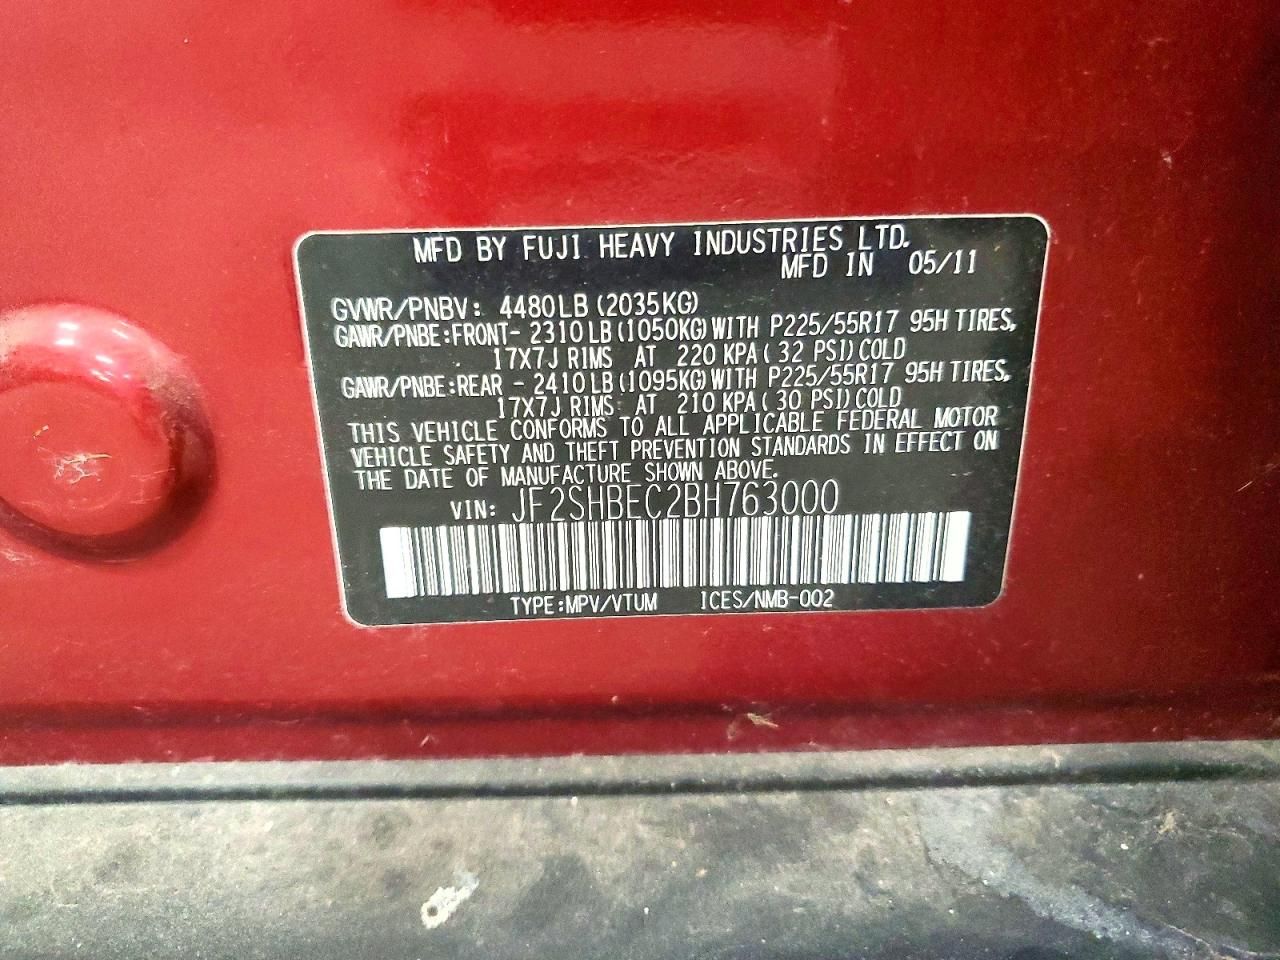 MFD BY FUJI HEAVY INDUSTRIES LTD.
MFD IN 05/11
GVWR/PNBV: 4480LB (2035KG)
GAWR/PNBE:FRONT- 2310LB(1050KG)WITH P225/55R17 95H TIRES,
17X7J RIMS AT 220 KPA( 32 PSI)COLD
GAWR/PNBE:REAR - 2410LB(1095KG)WITH P225/55R17 95H TIRES,
17X7J RIMS AT 210 KPA( 30 PSI)COLD
THIS VEHICLE CONFORMS TO ALL APPLICABLE FEDERAL MOTOR
VEHICLE SAFETY AND THEFT PREVENTION STANDARDS IN EFFECT ON
THE DATE OF MANUFACTURE SHOWN ABOVE.
VIN: JF2SHBEC2BH763000
TYPE:MPV/VTUM ICES/NMB-002